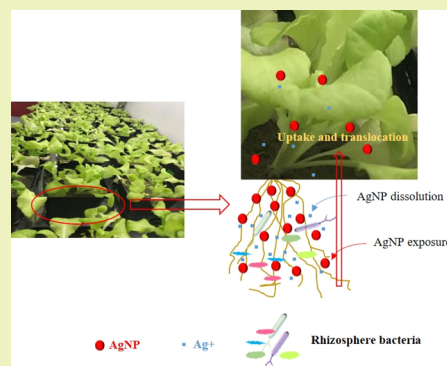 Uptake and translocation
AgNP dissolution
AgNP exposure
AgNP
Ag+
Rhizosphere bacteria